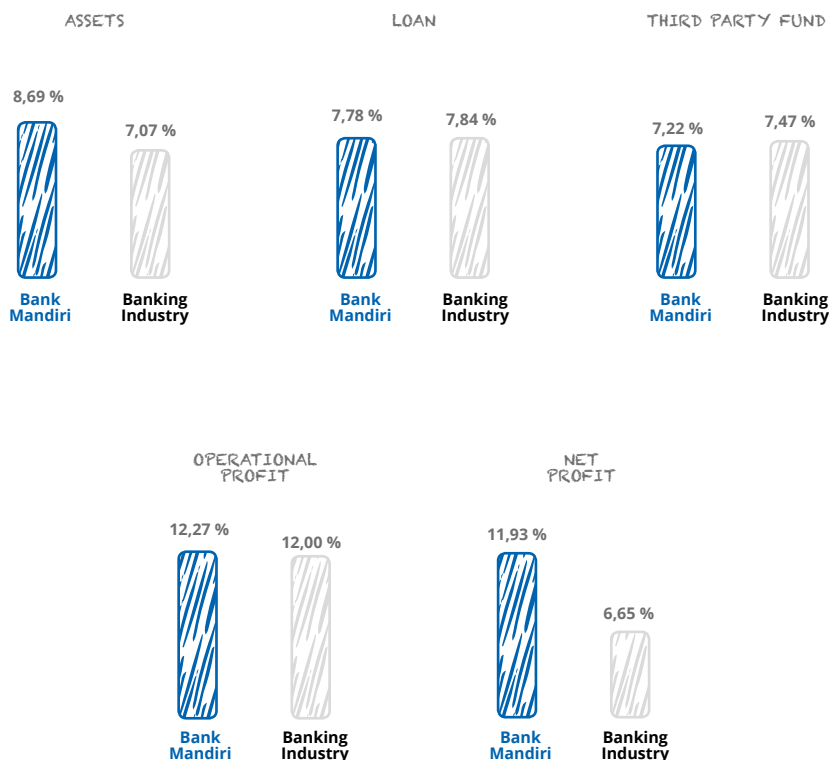 ASSETS
LOAN
THIRD PARTY FUND
8,69 %
7,07 %
7,78 %
7,84 %
7,22 %
7,47 %
Bank
Mandiri
Banking
Industry
Bank
Mandiri
Banking
Industry
Bank
Mandiri
Banking
Industry
OPERATIONAL
PROFIT
NET
PROFIT
12,27 %
12,00 %
11,93 %
6,65 %
Bank
Mandiri
Banking
Industry
Bank
Mandiri
Banking
Industry